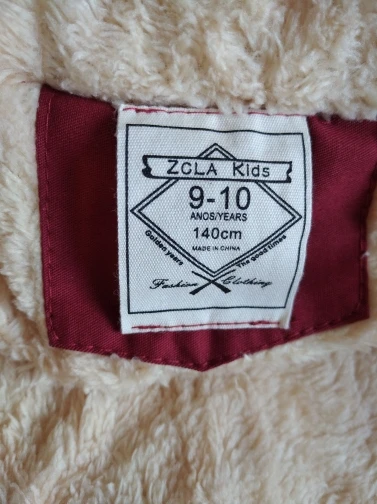 ZCLA Kids
9-10
ANOS/YEARS
140cm
MADE IN CHINA
Golden years
The good times
Fashion Clothing